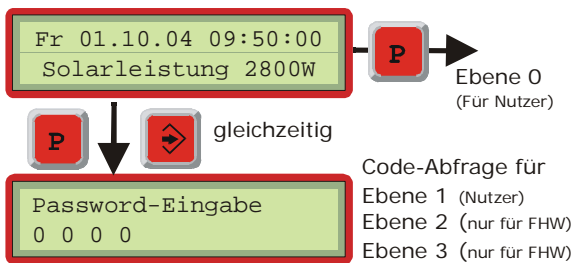 Fr 01.10.04 09:50:00
Solarleistung 2800W
P
Ebene 0
(Für Nutzer)
P
gleichzeitig
Code-Abfrage für
Password-Eingabe
0 0 0 0
Ebene 1 (Nutzer)
Ebene 2 (nur für FHW)
Ebene 3 (nur für FHW)